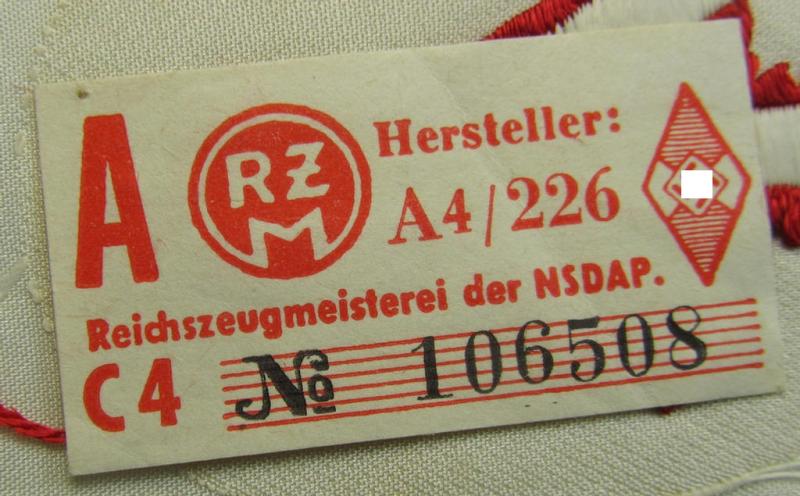 A
RZM
Hersteller:
A4/226
Reichszeugmeisterei der NSDAP.
C4 № 106508